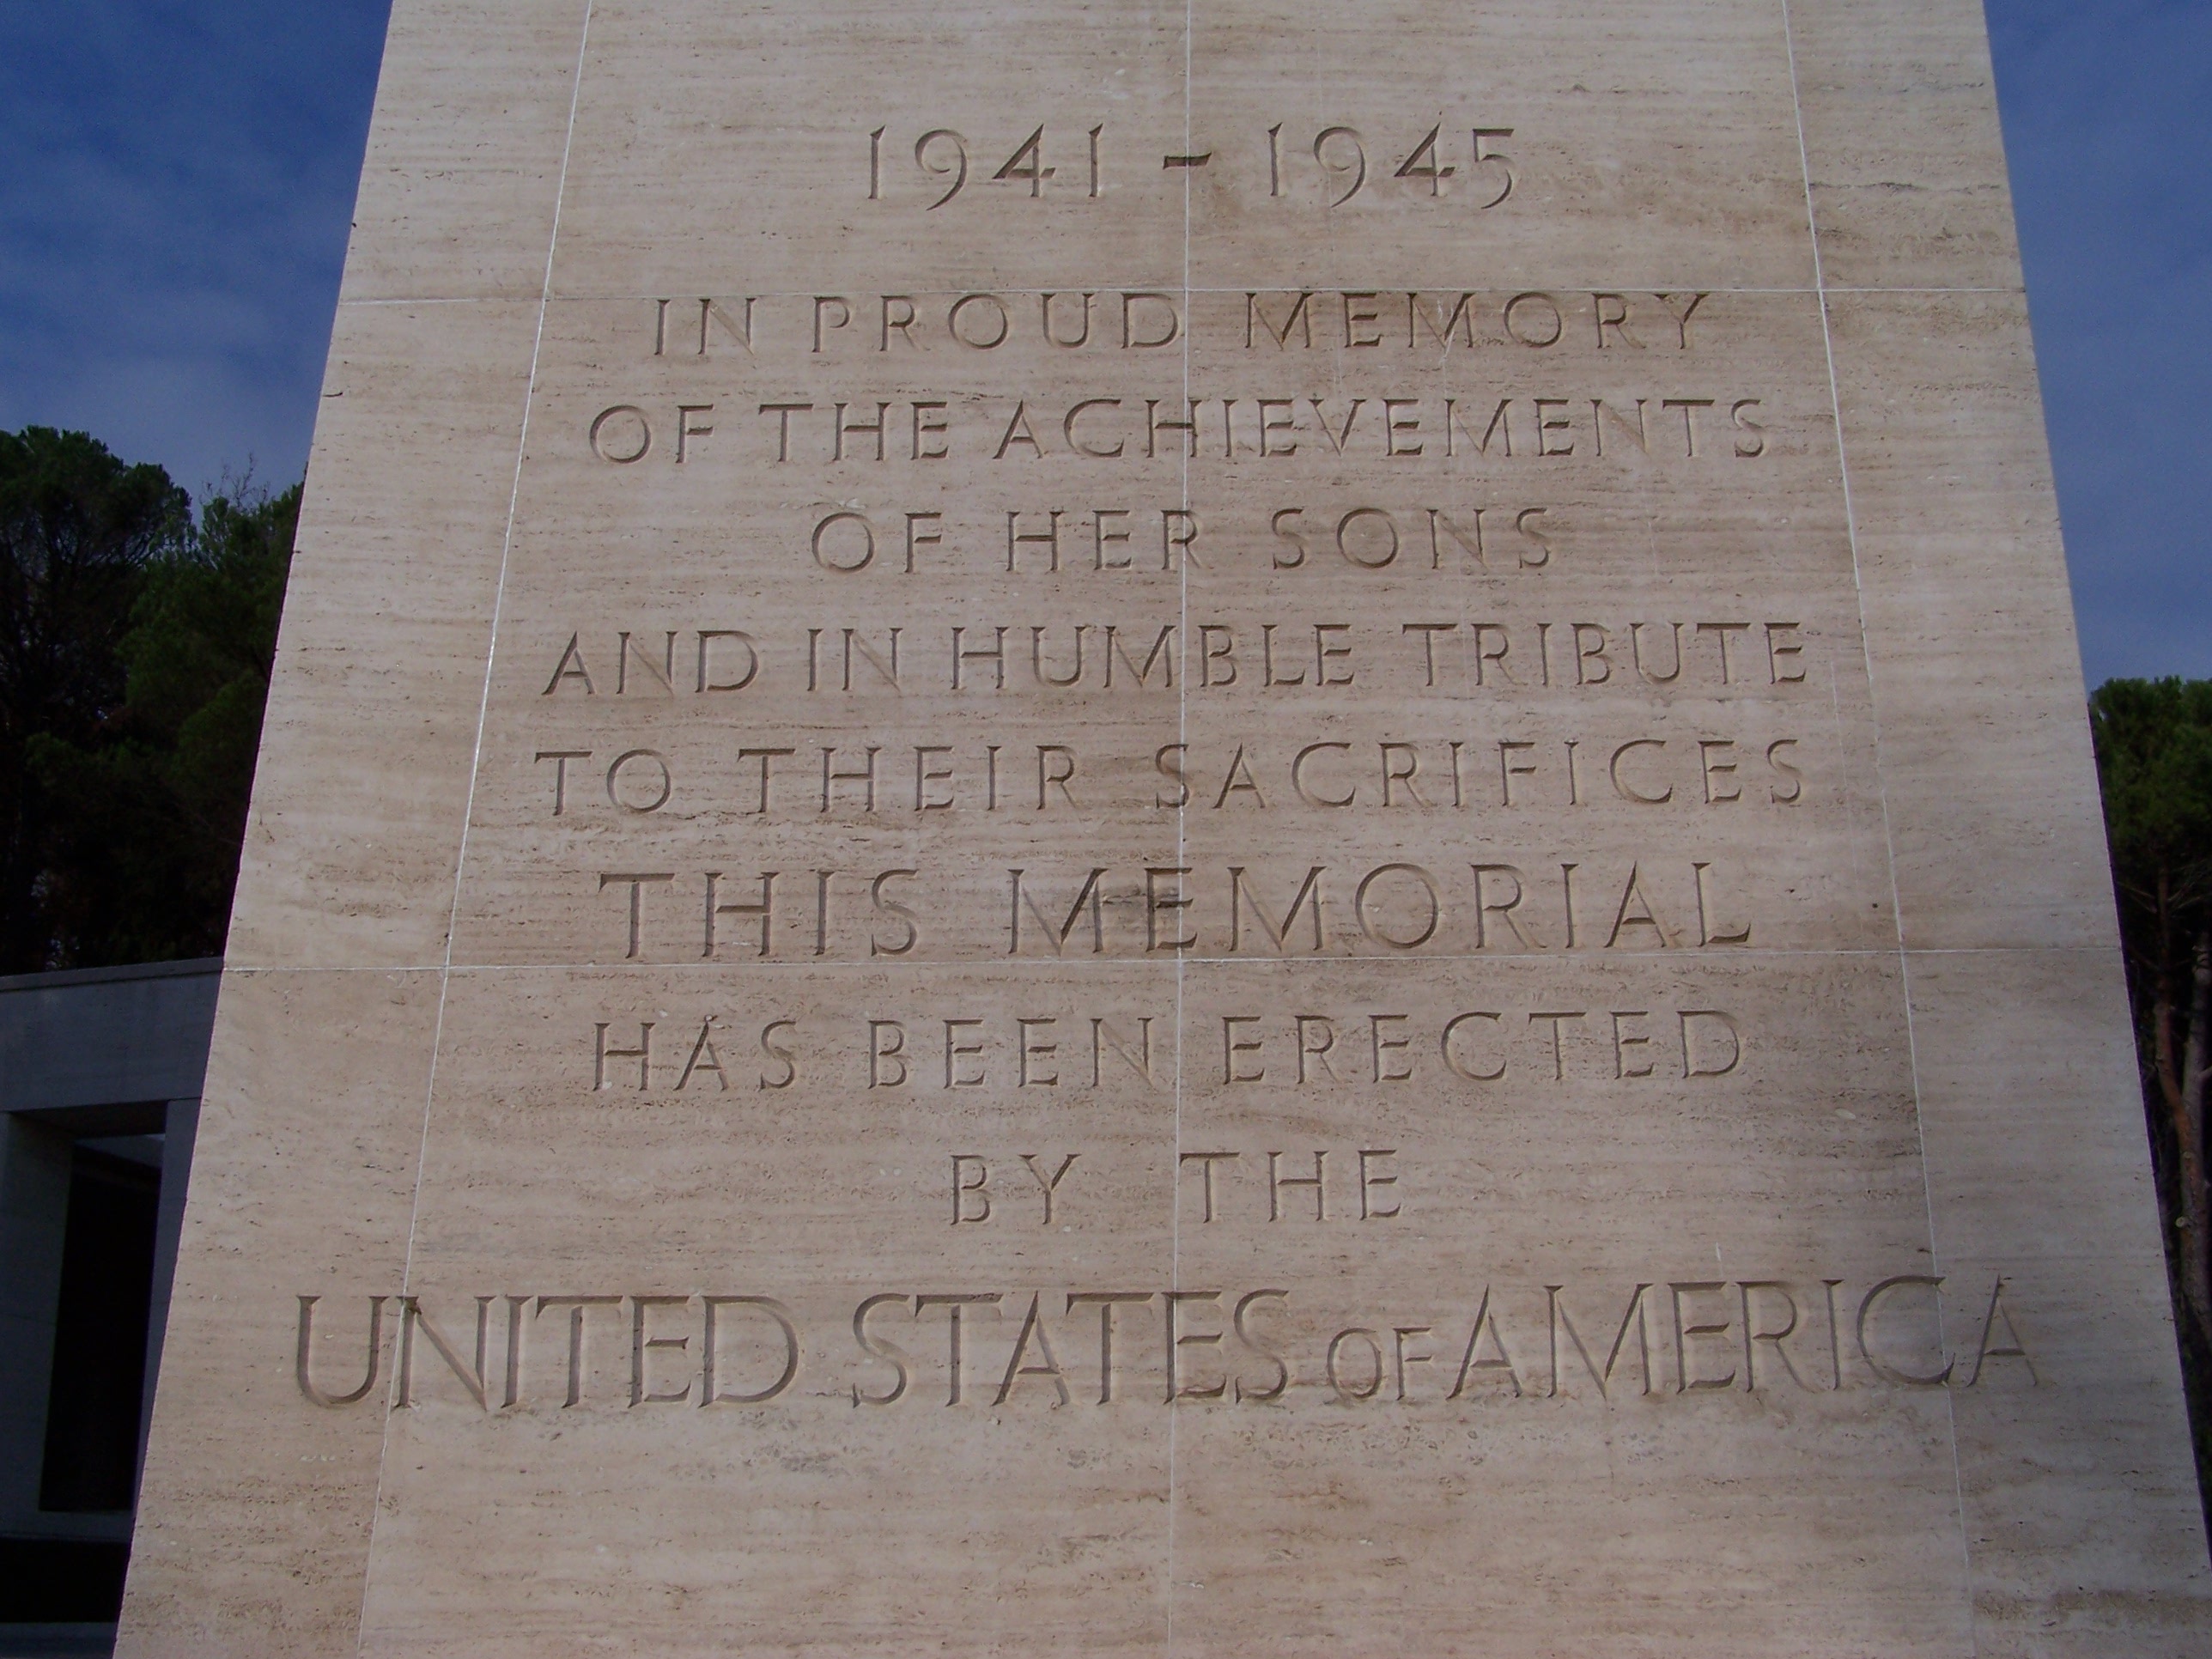 1941 - 1945
IN PROUD MEMORY
OF THE ACHIEVEMENTS
OF HER SONS
AND IN HUMBLE TRIBUTE
TO THEIR SACRIFICES
THIS MEMORIAL
HAS BEEN ERECTED
BY THE
UNITED STATES OF AMERICA